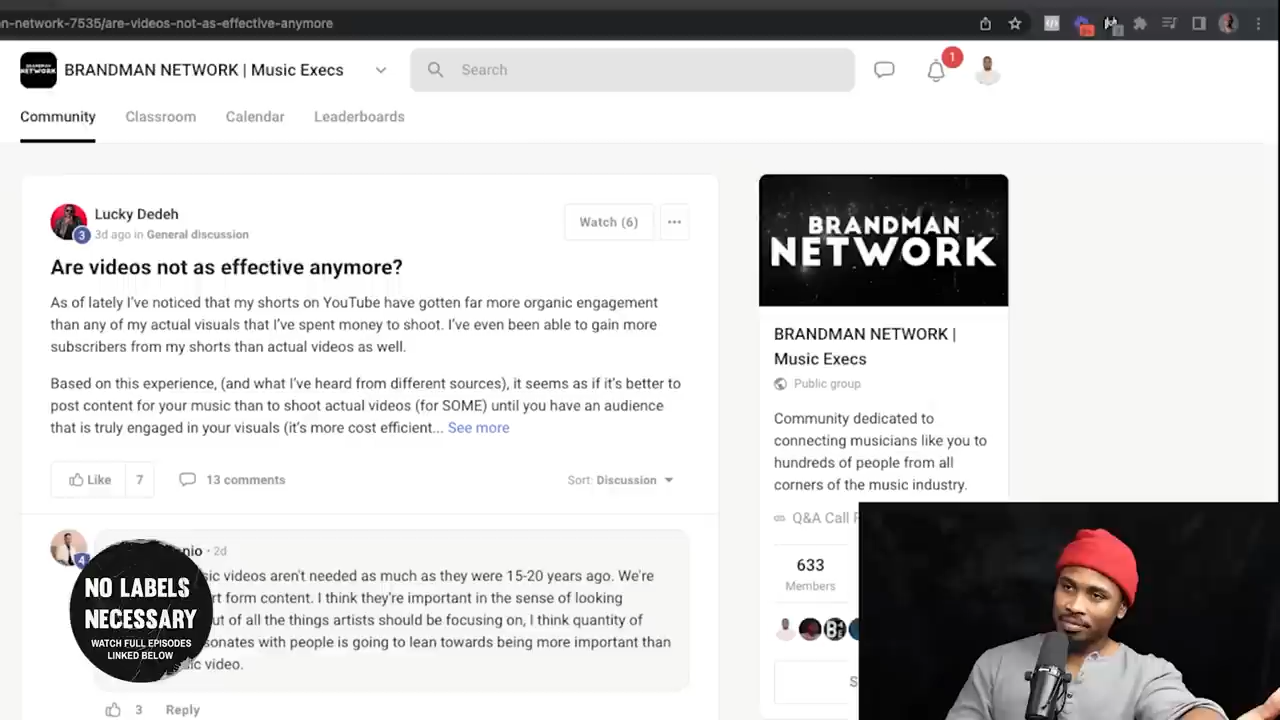 n-network-7535/are-videos-not-as-effective-anymore
BRANDMAN NETWORK | Music Execs
Search
1
Community
Classroom
Calendar
Leaderboards
Lucky Dedeh
3
3d ago in General discussion
Watch (6)
Are videos not as effective anymore?
As of lately I've noticed that my shorts on YouTube have gotten far more organic engagement
than any of my actual visuals that I've spent money to shoot. I've even been able to gain more
subscribers from my shorts than actual videos as well.
Based on this experience, (and what I've heard from different sources), it seems as if it's better to
post content for your music than to shoot actual videos (for SOME) until you have an audience
that is truly engaged in your visuals (it's more cost efficient... See more
Like
7
13 comments
Sort: Discussion
4
nio · 2d
sic videos aren't needed as much as they were 15-20 years ago. We're
rt form content. I think they're important in the sense of looking
ut of all the things artists should be focusing on, I think quantity of
sonates with people is going to lean towards being more important than
ic video.
3
Reply
NO LABELS
NECESSARY
WATCH FULL EPISODES
LINKED BELOW
BRANDMAN
NETWORK
BRANDMAN NETWORK |
Music Execs
Public group
Community dedicated to
connecting musicians like you to
hundreds of people from all
corners of the music industry.
Q&A Call
633
Members